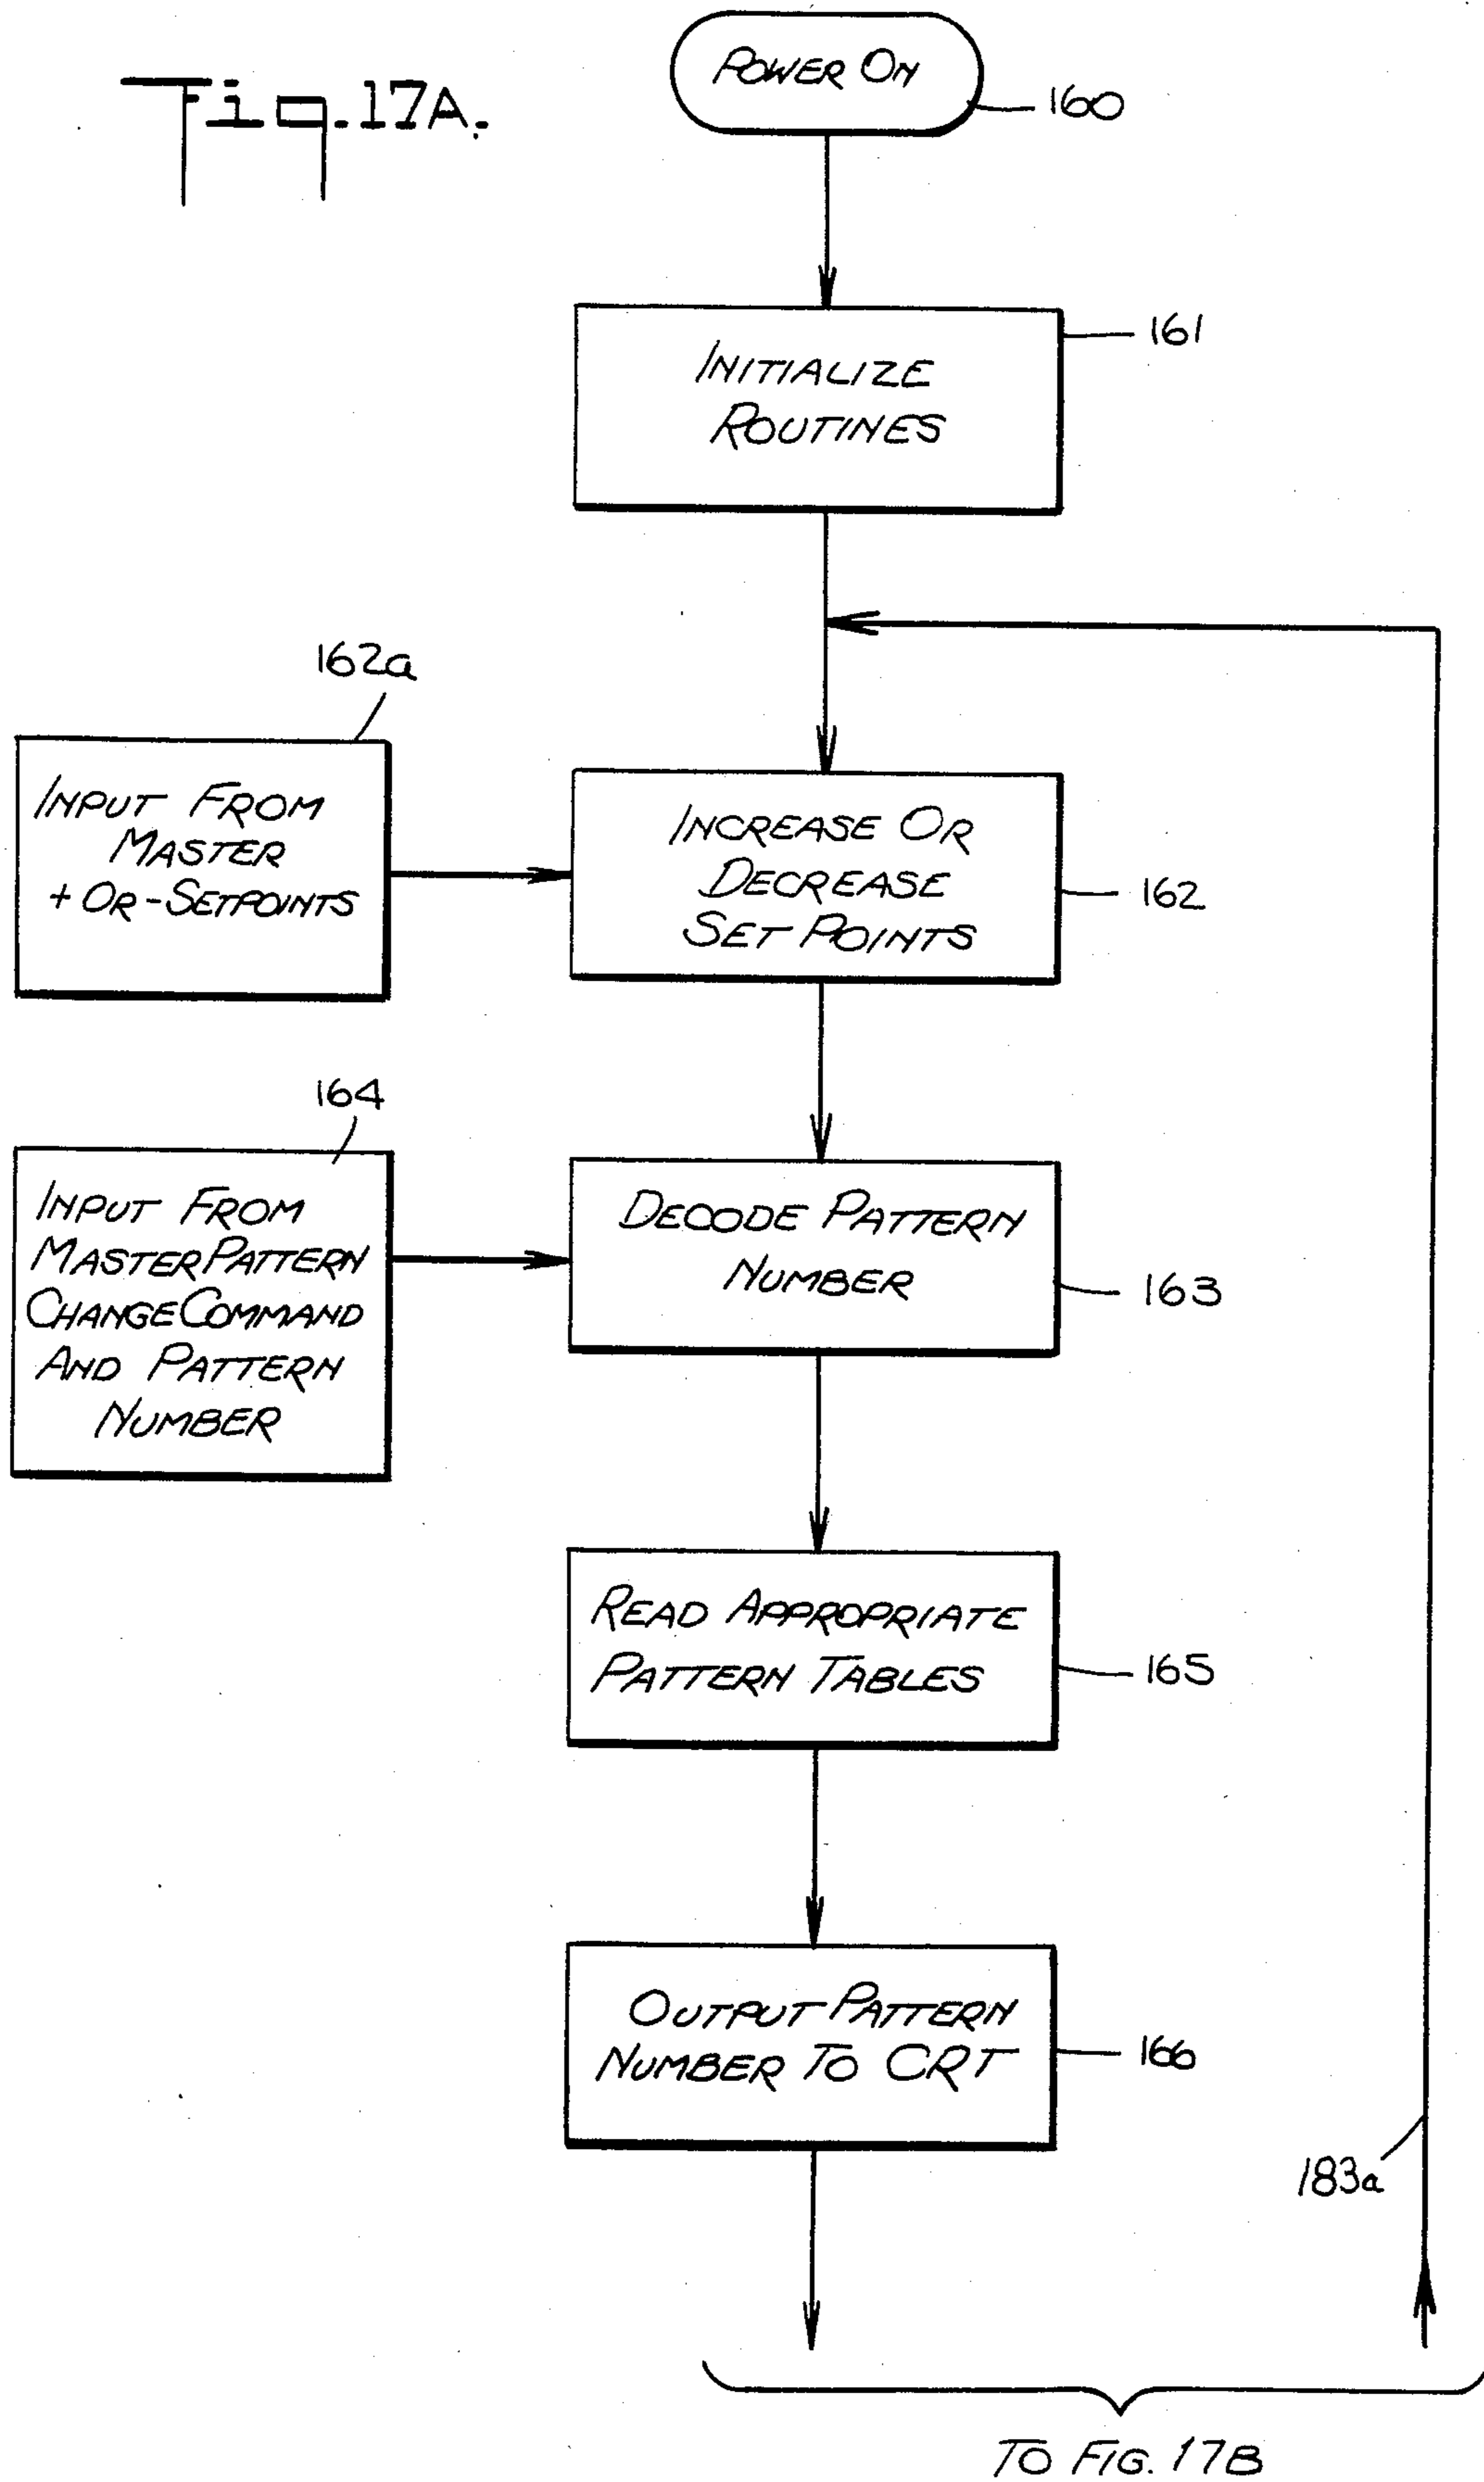 Fig. 17A.
POWER ON
160
INITIALIZE
ROUTINES
161
162a
INPUT FROM
MASTER
+ OR - SETPOINTS
INCREASE OR
DECREASE
SET POINTS
162
164
INPUT FROM
MASTER PATTERN
CHANGE COMMAND
AND PATTERN
NUMBER
DECODE PATTERN
NUMBER
163
READ APPROPRIATE
PATTERN TABLES
165
OUTPUT PATTERN
NUMBER TO CRT
166
183a
TO FIG. 17B